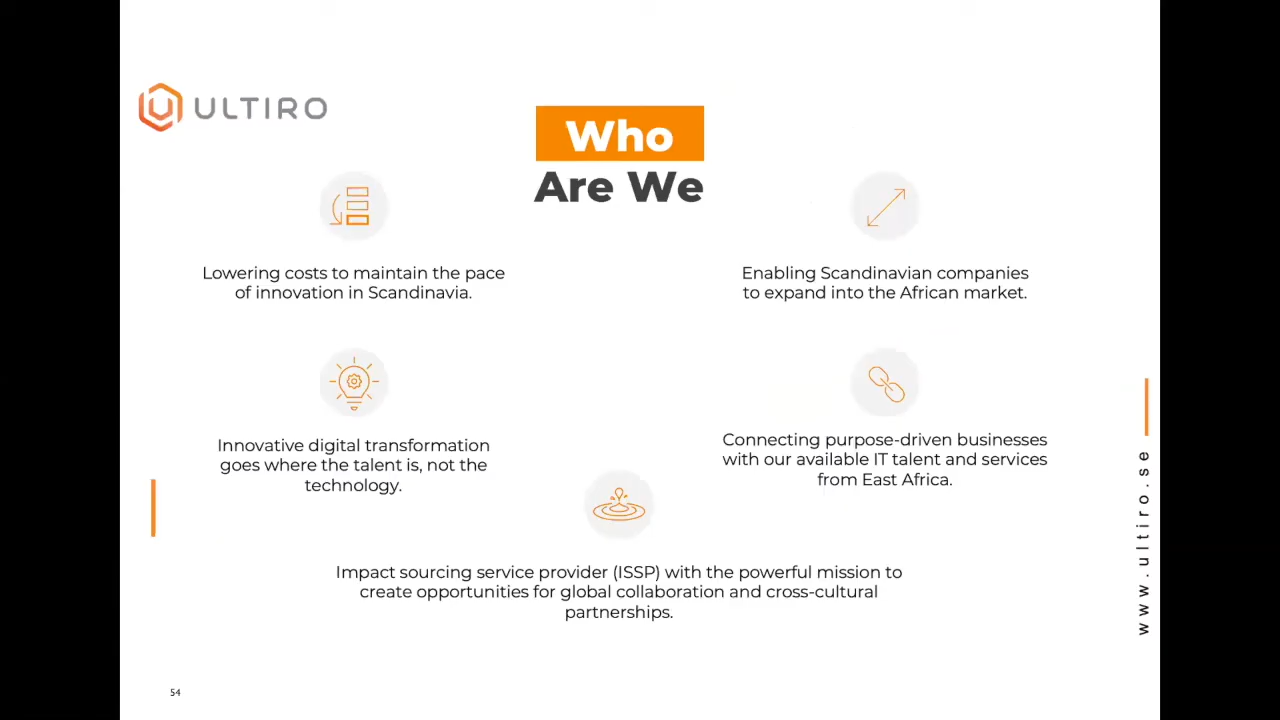 ULTIRO
Who
Are We
Lowering costs to maintain the pace
of innovation in Scandinavia.
Enabling Scandinavian companies
to expand into the African market.
Innovative digital transformation
goes where the talent is, not the
technology.
Connecting purpose-driven businesses
with our available IT talent and services
from East Africa.
Impact sourcing service provider (ISSP) with the powerful mission to
create opportunities for global collaboration and cross-cultural
partnerships.
www.ultiro.se
54